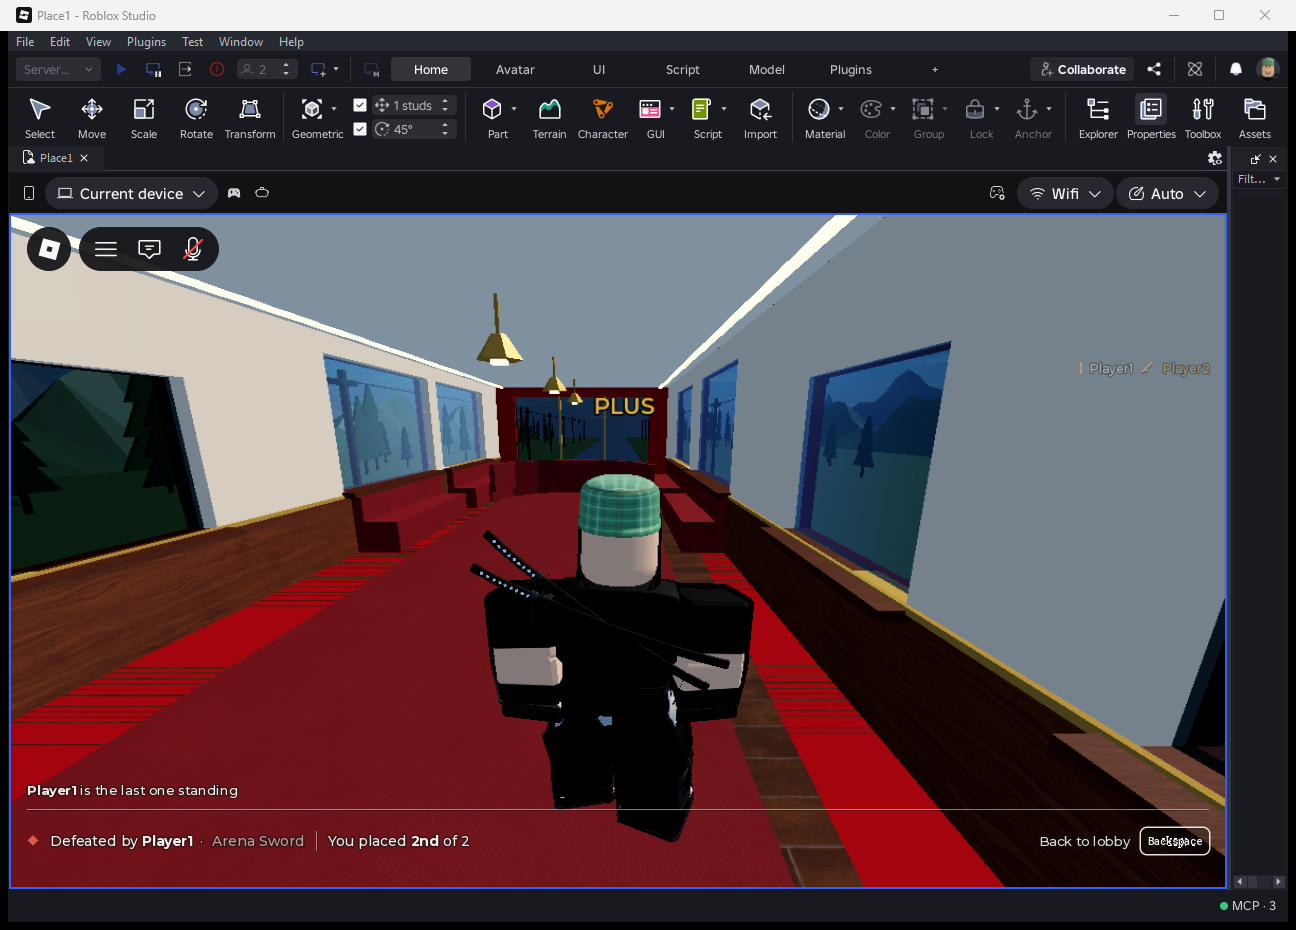 Place1 - Roblox Studio
File Edit View Plugins Test Window Help
Server... 2 Home Avatar UI Script Model Plugins + Collaborate
1 studs
45°
Select Move Scale Rotate Transform Geometric Part Terrain Character GUI Script Import Material Color Group Lock Anchor Explorer Properties Toolbox Assets
Place1
Filt...
Current device Wifi Auto
Player1 Player2
PLUS
Player1 is the last one standing
Defeated by Player1 · Arena Sword You placed 2nd of 2 Back to lobby Backspace
MCP · 3